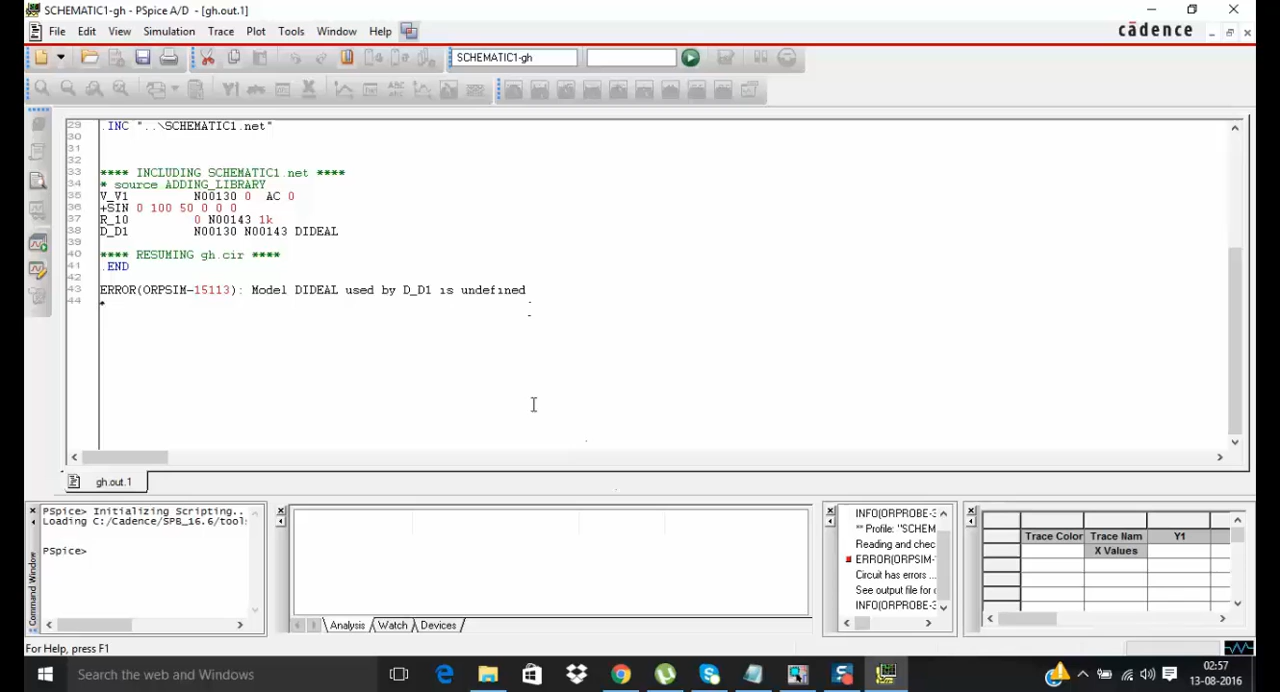 SCHEMATIC1-gh - PSpice A/D - [gh.out.1]
File Edit View Simulation Trace Plot Tools Window Help
cādence
SCHEMATIC1-gh
29 .INC "..\SCHEMATIC1.net"
30
31
32
33 **** INCLUDING SCHEMATIC1.net ****
34 * source ADDING_LIBRARY
35 V_V1 N00130 0 AC 0
36 +SIN 0 100 50 0 0 0
37 R_10 0 N00143 1k
38 D_D1 N00130 N00143 DIDEAL
39
40 **** RESUMING gh.cir ****
41 .END
42
43 ERROR(ORPSIM-15113): Model DIDEAL used by D_D1 is undefined
44
gh.out.1
PSpice> Initializing Scripting..
Loading C:/Cadence/SPB_16.6/tool
PSpice>
Command Window
Analysis Watch Devices
INFO(ORPROBE-3
** Profile: "SCHEM
Reading and chec
ERROR(ORPSIM-
Circuit has errors ...
See output file for
INFO(ORPROBE-3
Trace Color Trace Nam Y1
X Values
For Help, press F1
Search the web and Windows
02:57
13-08-2016